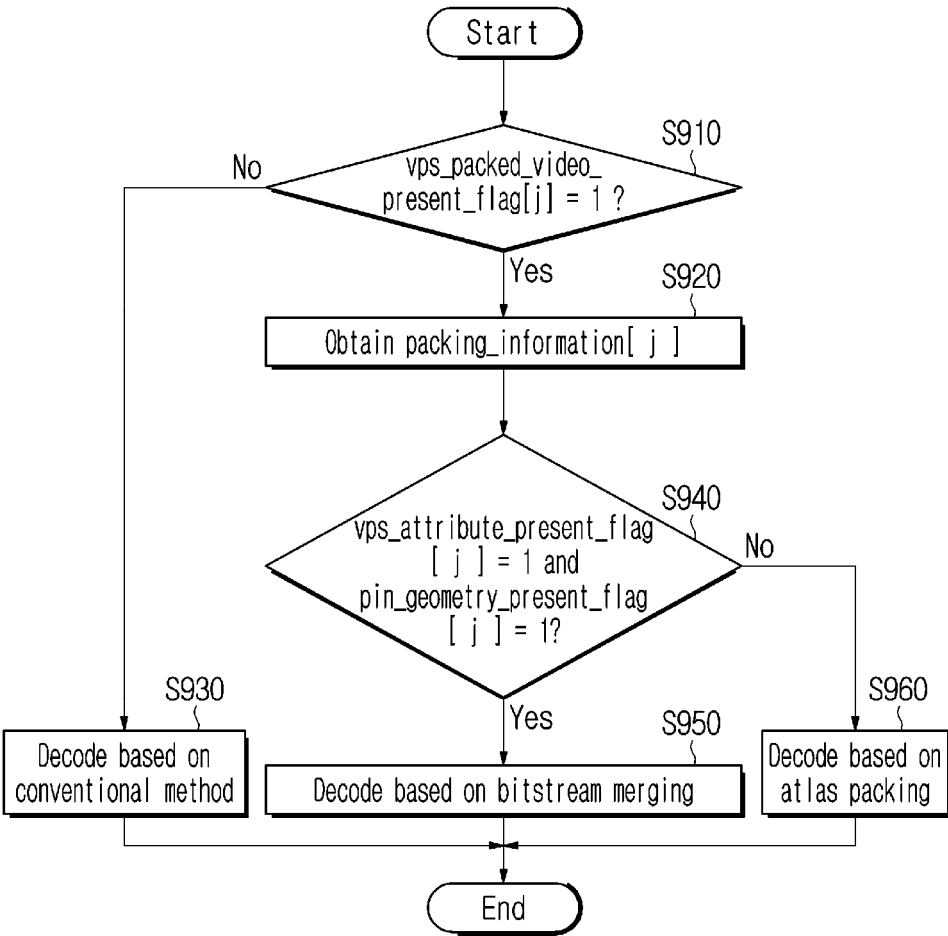 Start
S910
No
vps_packed_video_
present_flag[j] = 1 ?
Yes
S920
Obtain packing_information[ j ]
S940
vps_attribute_present_flag
[ j ] = 1 and
pin_geometry_present_flag
[ j ] = 1?
No
S930
Decode based on
conventional method
Yes
S950
Decode based on bitstream merging
S960
Decode based on
atlas packing
End